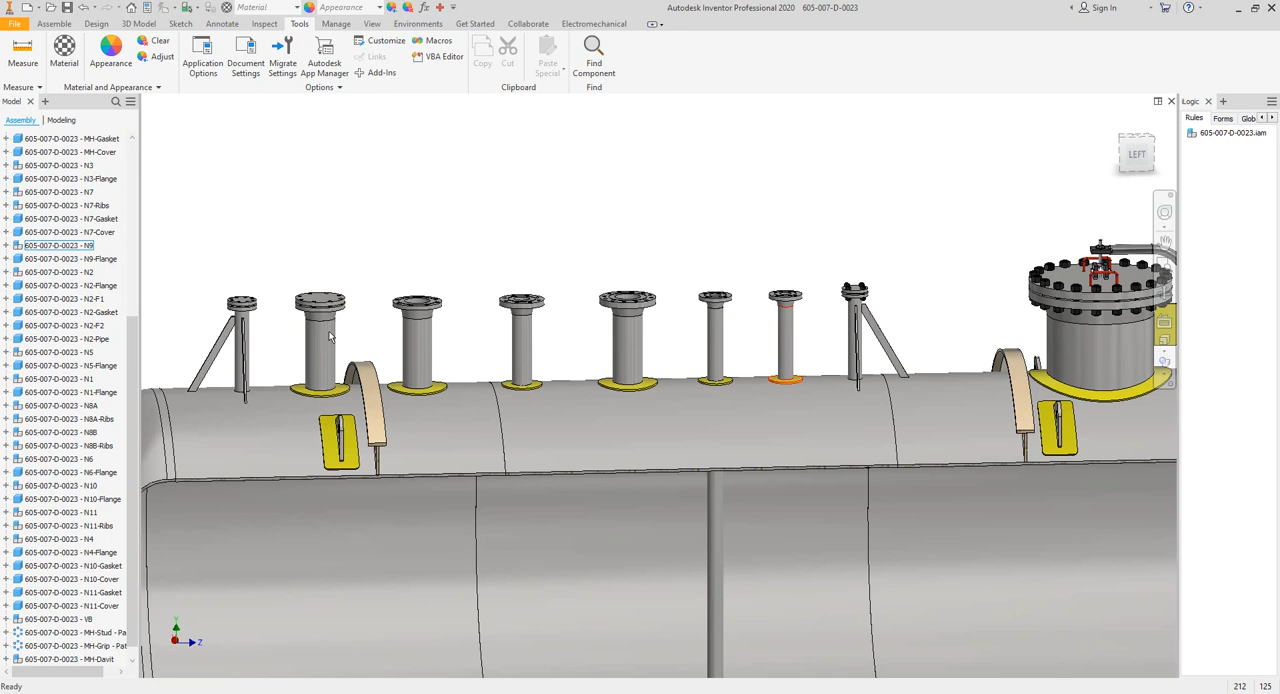 Material
Appearance
Autodesk Inventor Professional 2020 605-007-D-0023
Sign In
File
Assemble
Design
3D Model
Sketch
Annotate
Inspect
Tools
Manage
View
Environments
Get Started
Collaborate
Electromechanical
Measure
Material
Appearance
Clear
Adjust
Application Options
Document Settings
Migrate Settings
Autodesk App Manager
Customize
Links
Add-Ins
Macros
VBA Editor
Copy
Cut
Paste Special
Find Component
Measure
Material and Appearance
Options
Clipboard
Find
Model
Assembly
Modeling
605-007-D-0023 - MH-Gasket
605-007-D-0023 - MH-Cover
605-007-D-0023 - N3
605-007-D-0023 - N3-Flange
605-007-D-0023 - N7
605-007-D-0023 - N7-Ribs
605-007-D-0023 - N7-Gasket
605-007-D-0023 - N7-Cover
605-007-D-0023 - N9
605-007-D-0023 - N9-Flange
605-007-D-0023 - N2
605-007-D-0023 - N2-Flange
605-007-D-0023 - N2-F1
605-007-D-0023 - N2-Gasket
605-007-D-0023 - N2-F2
605-007-D-0023 - N2-Pipe
605-007-D-0023 - N5
605-007-D-0023 - N5-Flange
605-007-D-0023 - N1
605-007-D-0023 - N1-Flange
605-007-D-0023 - N8A
605-007-D-0023 - N8A-Ribs
605-007-D-0023 - N8B
605-007-D-0023 - N8B-Ribs
605-007-D-0023 - N6
605-007-D-0023 - N6-Flange
605-007-D-0023 - N10
605-007-D-0023 - N10-Flange
605-007-D-0023 - N11
605-007-D-0023 - N11-Ribs
605-007-D-0023 - N4
605-007-D-0023 - N4-Flange
605-007-D-0023 - N10-Gasket
605-007-D-0023 - N10-Cover
605-007-D-0023 - N11-Gasket
605-007-D-0023 - N11-Cover
605-007-D-0023 - VB
605-007-D-0023 - MH-Stud - Pa
605-007-D-0023 - MH-Grip - Pat
605-007-D-0023 - MH-Davit
LEFT
Y
Z
iLogic
Rules
Forms
Glob
605-007-D-0023.iam
Ready
212
125